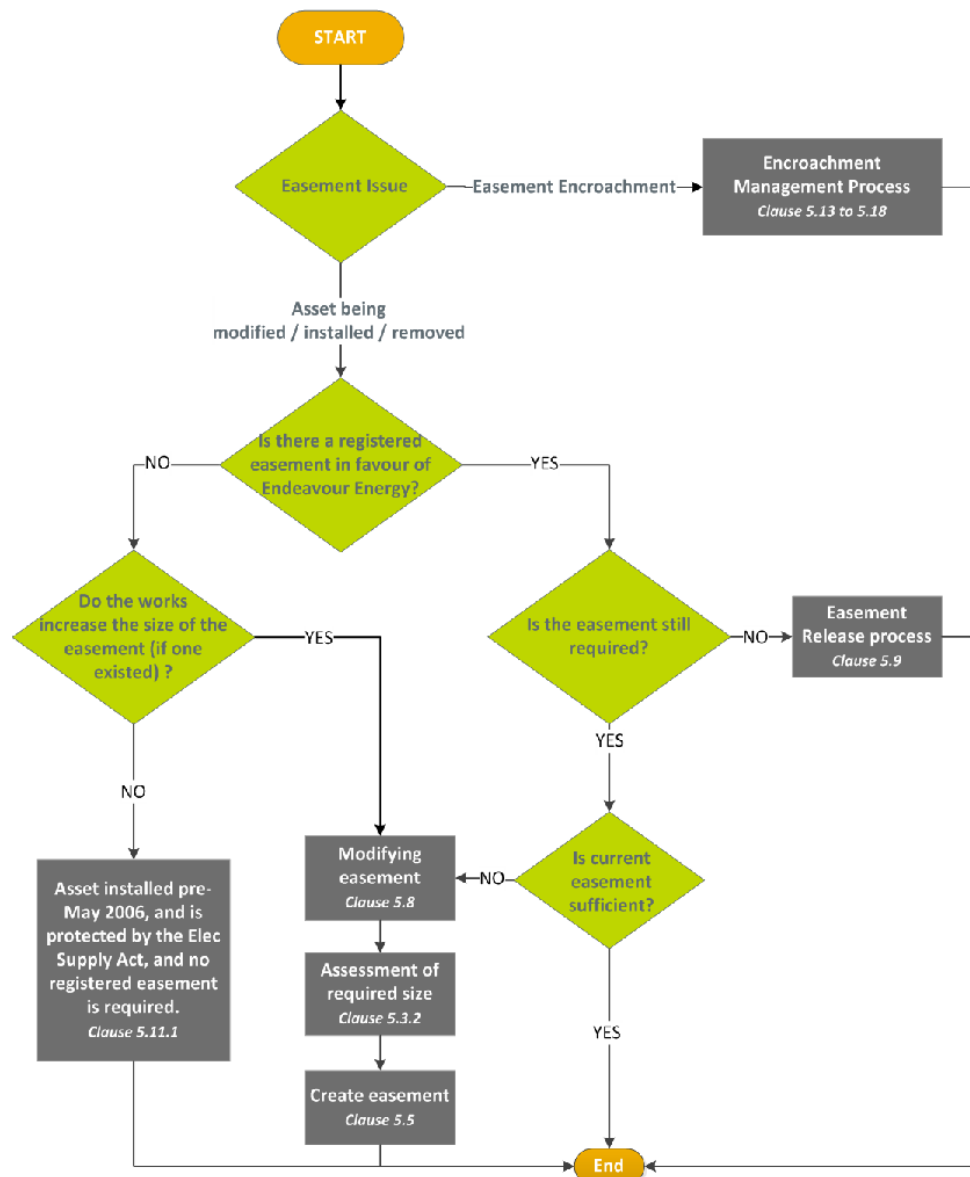 START
Easement Issue
Easement Encroachment
Encroachment
Management Process
Clause 5.13 to 5.18
Asset being
modified / installed / removed
Is there a registered
easement in favour of
Endeavour Energy?
NO
YES
Do the works
increase the size of the
easement (if one
existed) ?
YES
Is the easement still
required?
NO
Easement
Release process
Clause 5.9
NO
YES
Modifying
easement
Clause 5.8
NO
Is current
easement
sufficient?
Asset installed pre-
May 2006, and is
protected by the Elec
Supply Act, and no
registered easement
is required.
Clause 5.11.1
Assessment of
required size
Clause 5.3.2
YES
Create easement
Clause 5.5
End